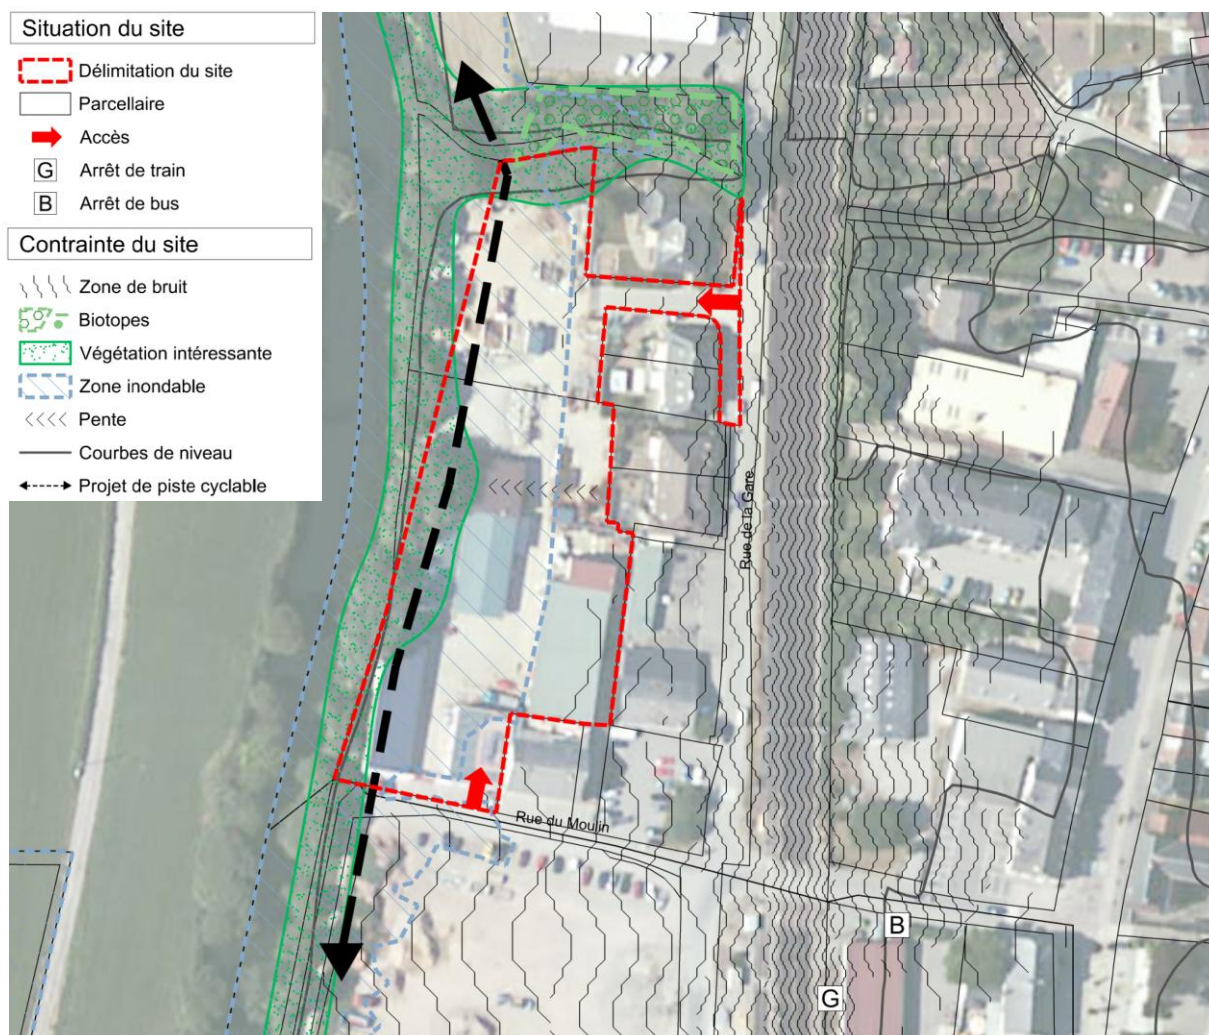 Situation du site
Délimitation du site
Parcellaire
Accès
G Arrêt de train
B Arrêt de bus
Contrainte du site
Zone de bruit
Biotopes
Végétation intéressante
Zone inondable
Pente
Courbes de niveau
Projet de piste cyclable
Rue de la Gare
Rue du Moulin
B
G